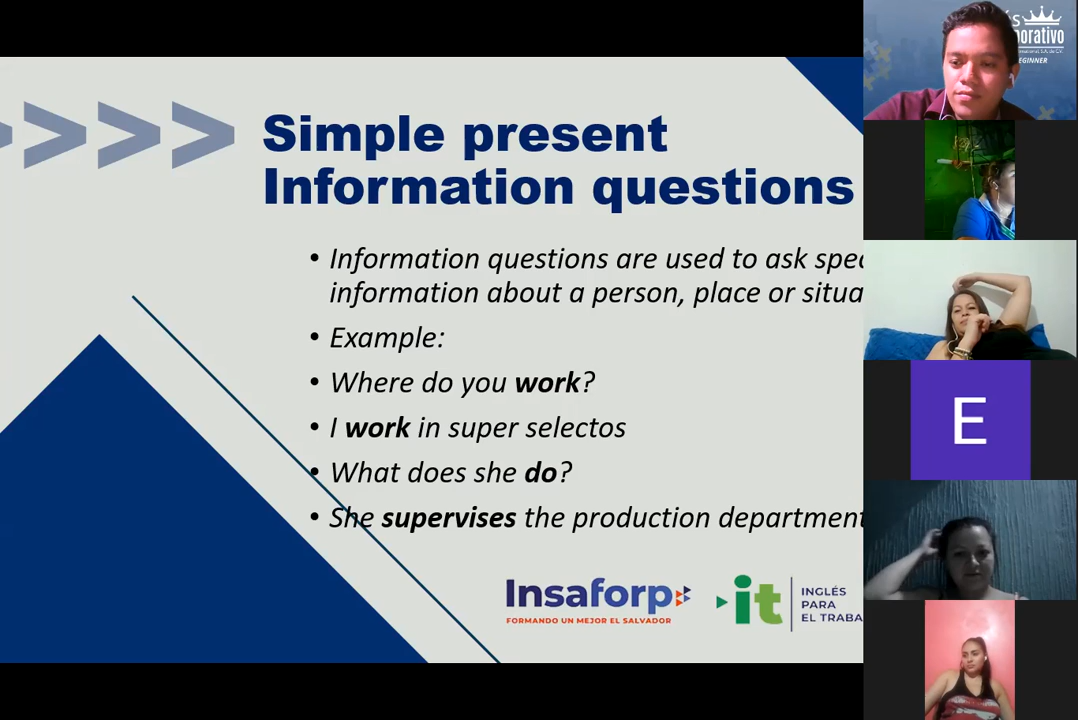 >>>>
Simple present
Information questions
• Information questions are used to ask spec
information about a person, place or situa
• Example:
• Where do you work?
• I work in super selectos
• What does she do?
• She supervises the production department
Insaforp
FORMANDO UN MEJOR EL SALVADOR
it
INGLÉS
PARA
EL TRABA
E